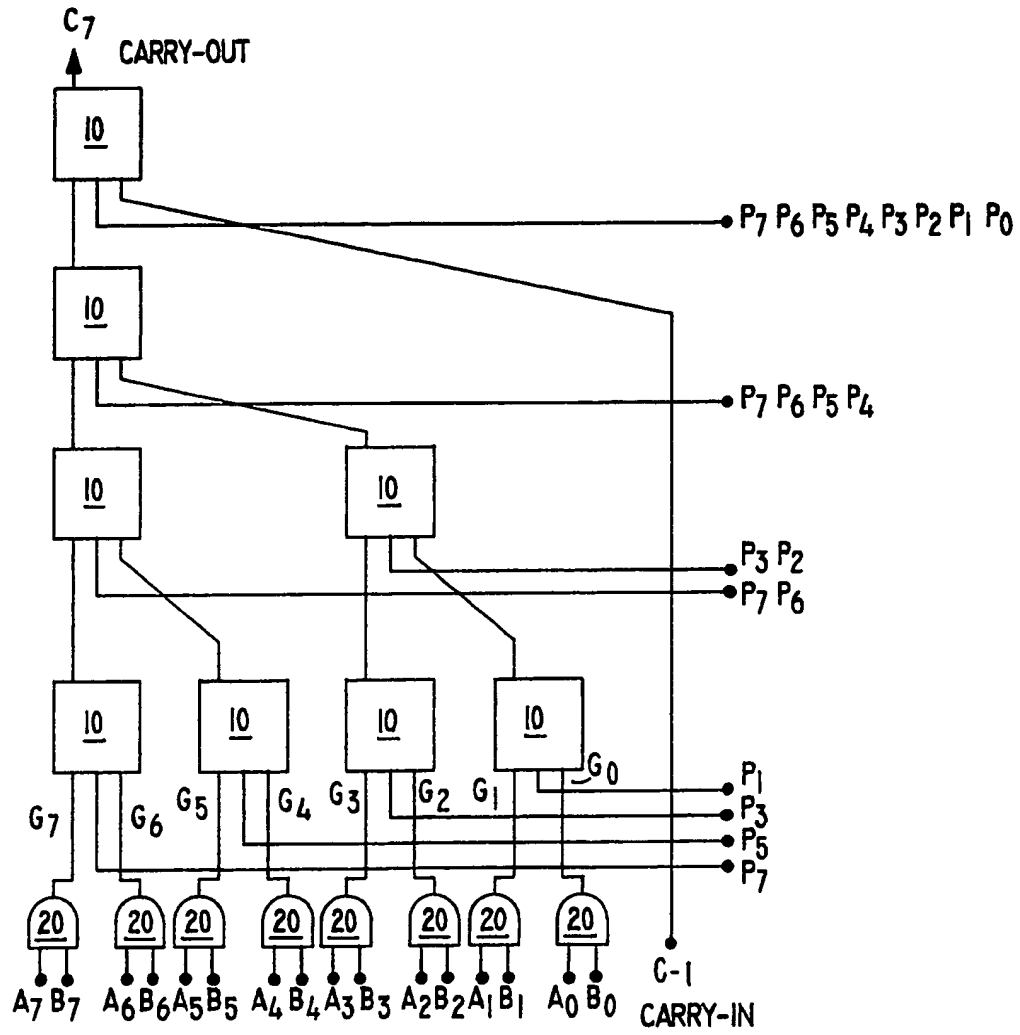 C7
CARRY-OUT
10
P7 P6 P5 P4 P3 P2 P1 P0
10
P7 P6 P5 P4
10 10
P3 P2
P7 P6
10 10 10 10
G7 G6 G5 G4 G3 G2 G1 G0
P1
P3
P5
P7
20 20 20 20 20 20 20 20
A7 B7 A6 B6 A5 B5 A4 B4 A3 B3 A2 B2 A1 B1 A0 B0
C-1
CARRY-IN